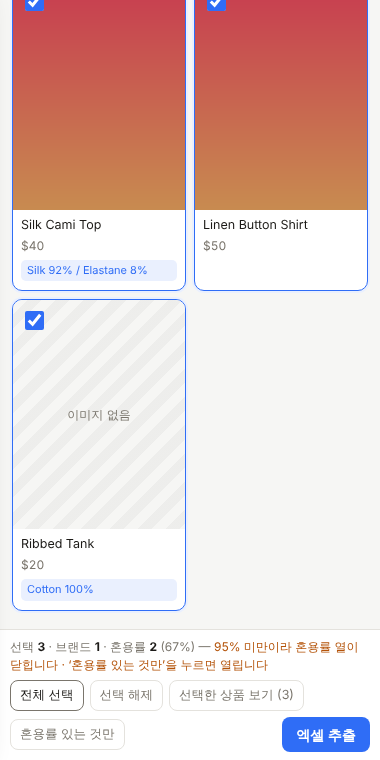 Silk Cami Top
$40
Silk 92% / Elastane 8%
Linen Button Shirt
$50
이미지 없음
Ribbed Tank
$20
Cotton 100%
선택 3 · 브랜드 1 · 혼용률 2 (67%) — 95% 미만이라 혼용률 열이
닫힙니다 · ‘혼용률 있는 것만’을 누르면 열립니다
전체 선택
선택 해제
선택한 상품 보기 (3)
혼용률 있는 것만
엑셀 추출